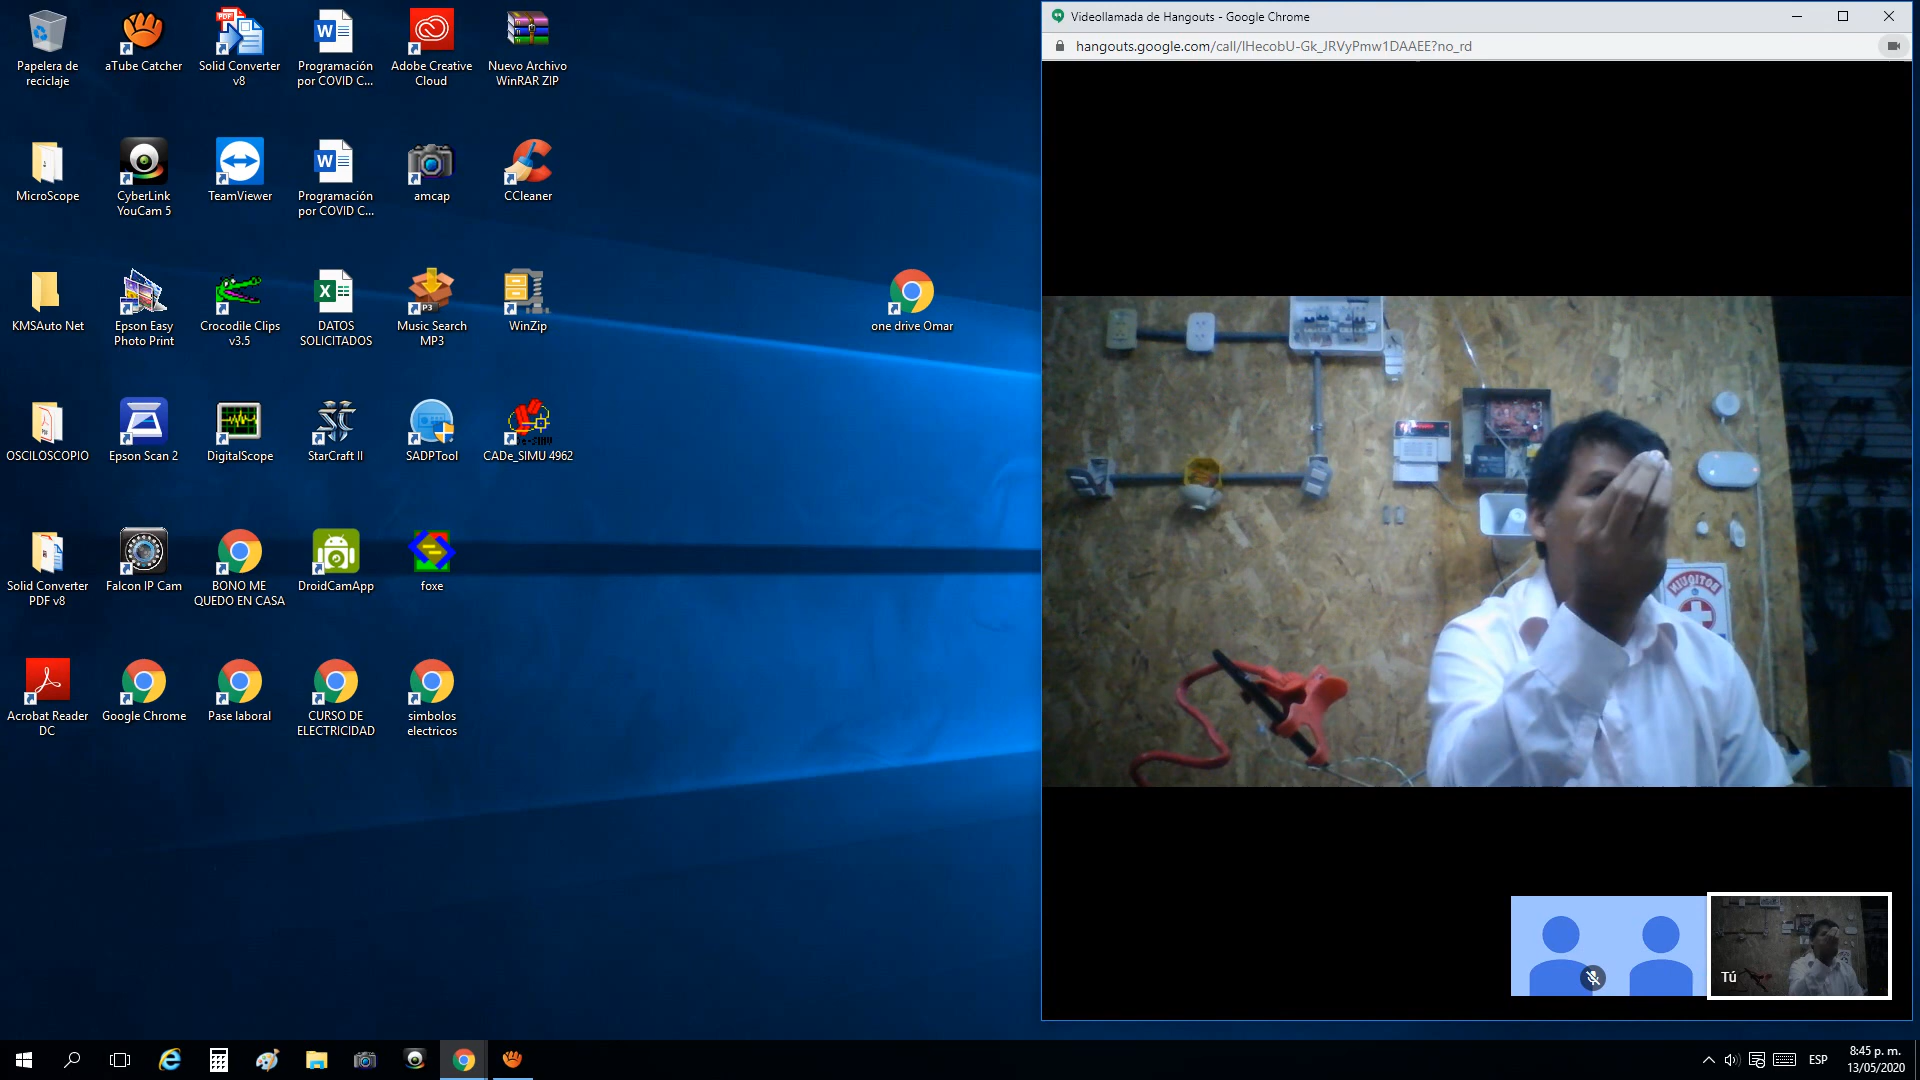 Papelera de
reciclaje
aTube Catcher
Solid Converter
v8
Programación
por COVID C...
Adobe Creative
Cloud
Nuevo Archivo
WinRAR ZIP
MicroScope
CyberLink
YouCam 5
TeamViewer
Programación
por COVID C...
amcap
CCleaner
KMSAuto Net
Epson Easy
Photo Print
Crocodile Clips
v3.5
DATOS
SOLICITADOS
Music Search
MP3
WinZip
one drive Omar
OSCILOSCOPIO
Epson Scan 2
DigitalScope
StarCraft II
SADPTool
CADe_SIMU 4962
Solid Converter
PDF v8
Falcon IP Cam
BONO ME
QUEDO EN CASA
DroidCamApp
foxe
Acrobat Reader
DC
Google Chrome
Pase laboral
CURSO DE
ELECTRICIDAD
simbolos
electricos
Videollamada de Hangouts - Google Chrome
hangouts.google.com/call/lHecobU-Gk_JRVyPmw1DAAEE?no_rd
BOTIQUIN
Tú
ESP
8:45 p. m.
13/05/2020